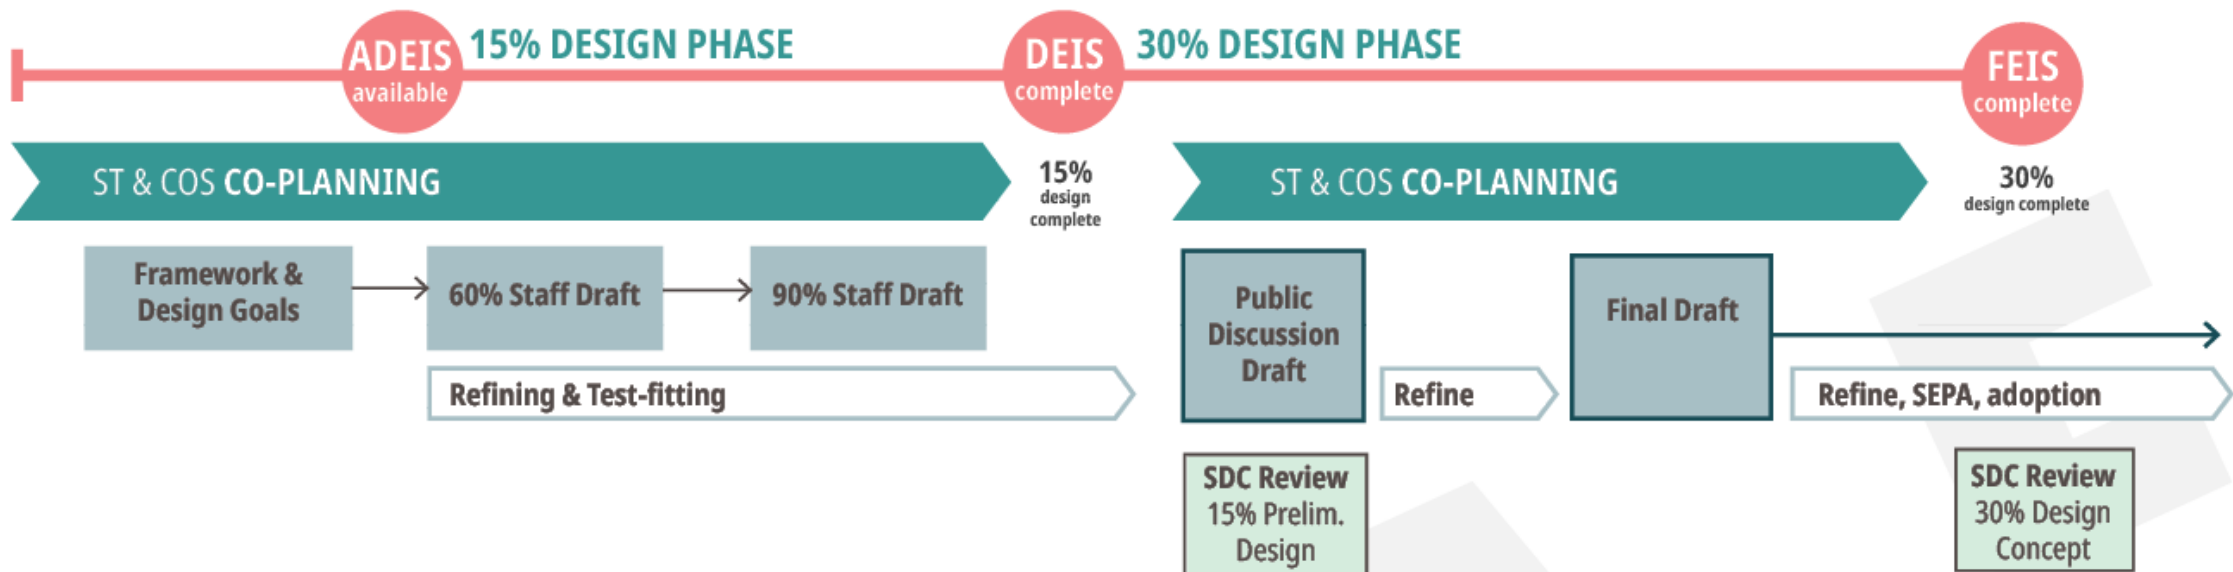 ADEIS
available
15% DESIGN PHASE
DEIS
complete
30% DESIGN PHASE
FEIS
complete
ST & COS CO-PLANNING
15%
design
complete
ST & COS CO-PLANNING
30%
design complete
Framework &
Design Goals
60% Staff Draft
90% Staff Draft
Refining & Test-fitting
Public
Discussion
Draft
Refine
Final Draft
Refine, SEPA, adoption
SDC Review
15% Prelim.
Design
SDC Review
30% Design
Concept